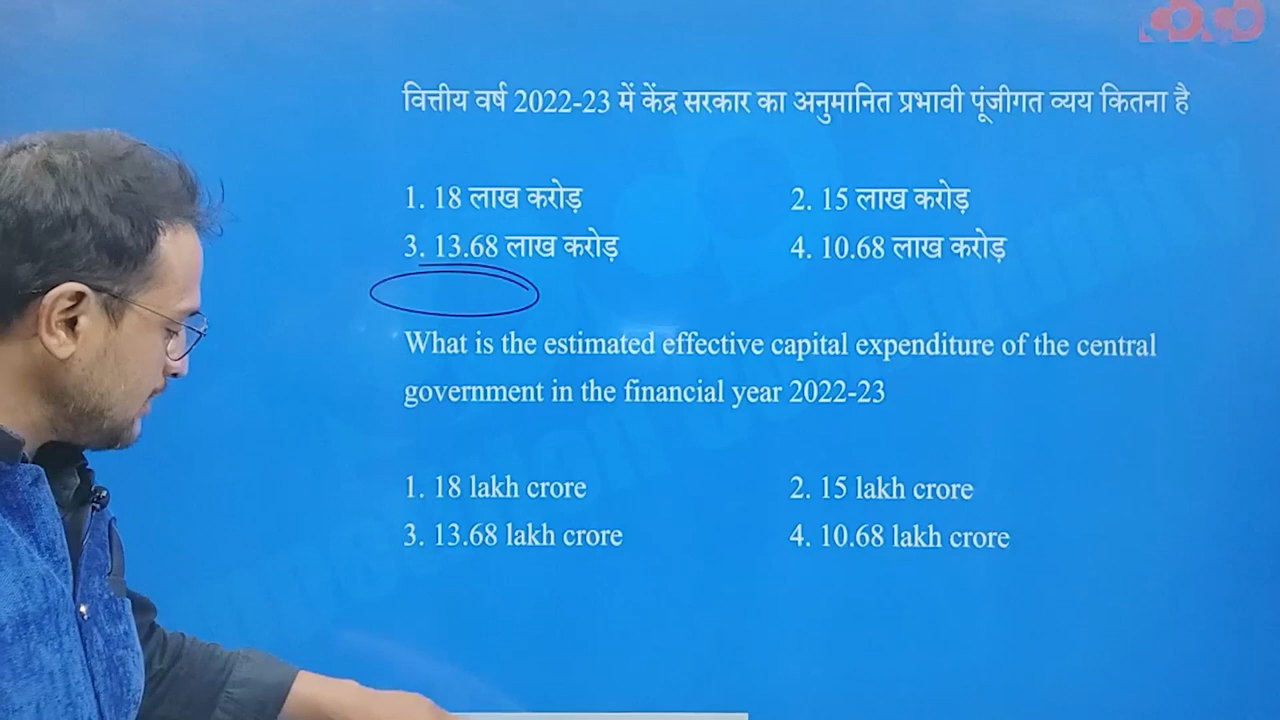 वित्तीय वर्ष 2022-23 में केंद्र सरकार का अनुमानित प्रभावी पूंजीगत व्यय कितना है
1. 18 लाख करोड़ 2. 15 लाख करोड़
3. 13.68 लाख करोड़ 4. 10.68 लाख करोड़
What is the estimated effective capital expenditure of the central
government in the financial year 2022-23
1. 18 lakh crore 2. 15 lakh crore
3. 13.68 lakh crore 4. 10.68 lakh crore